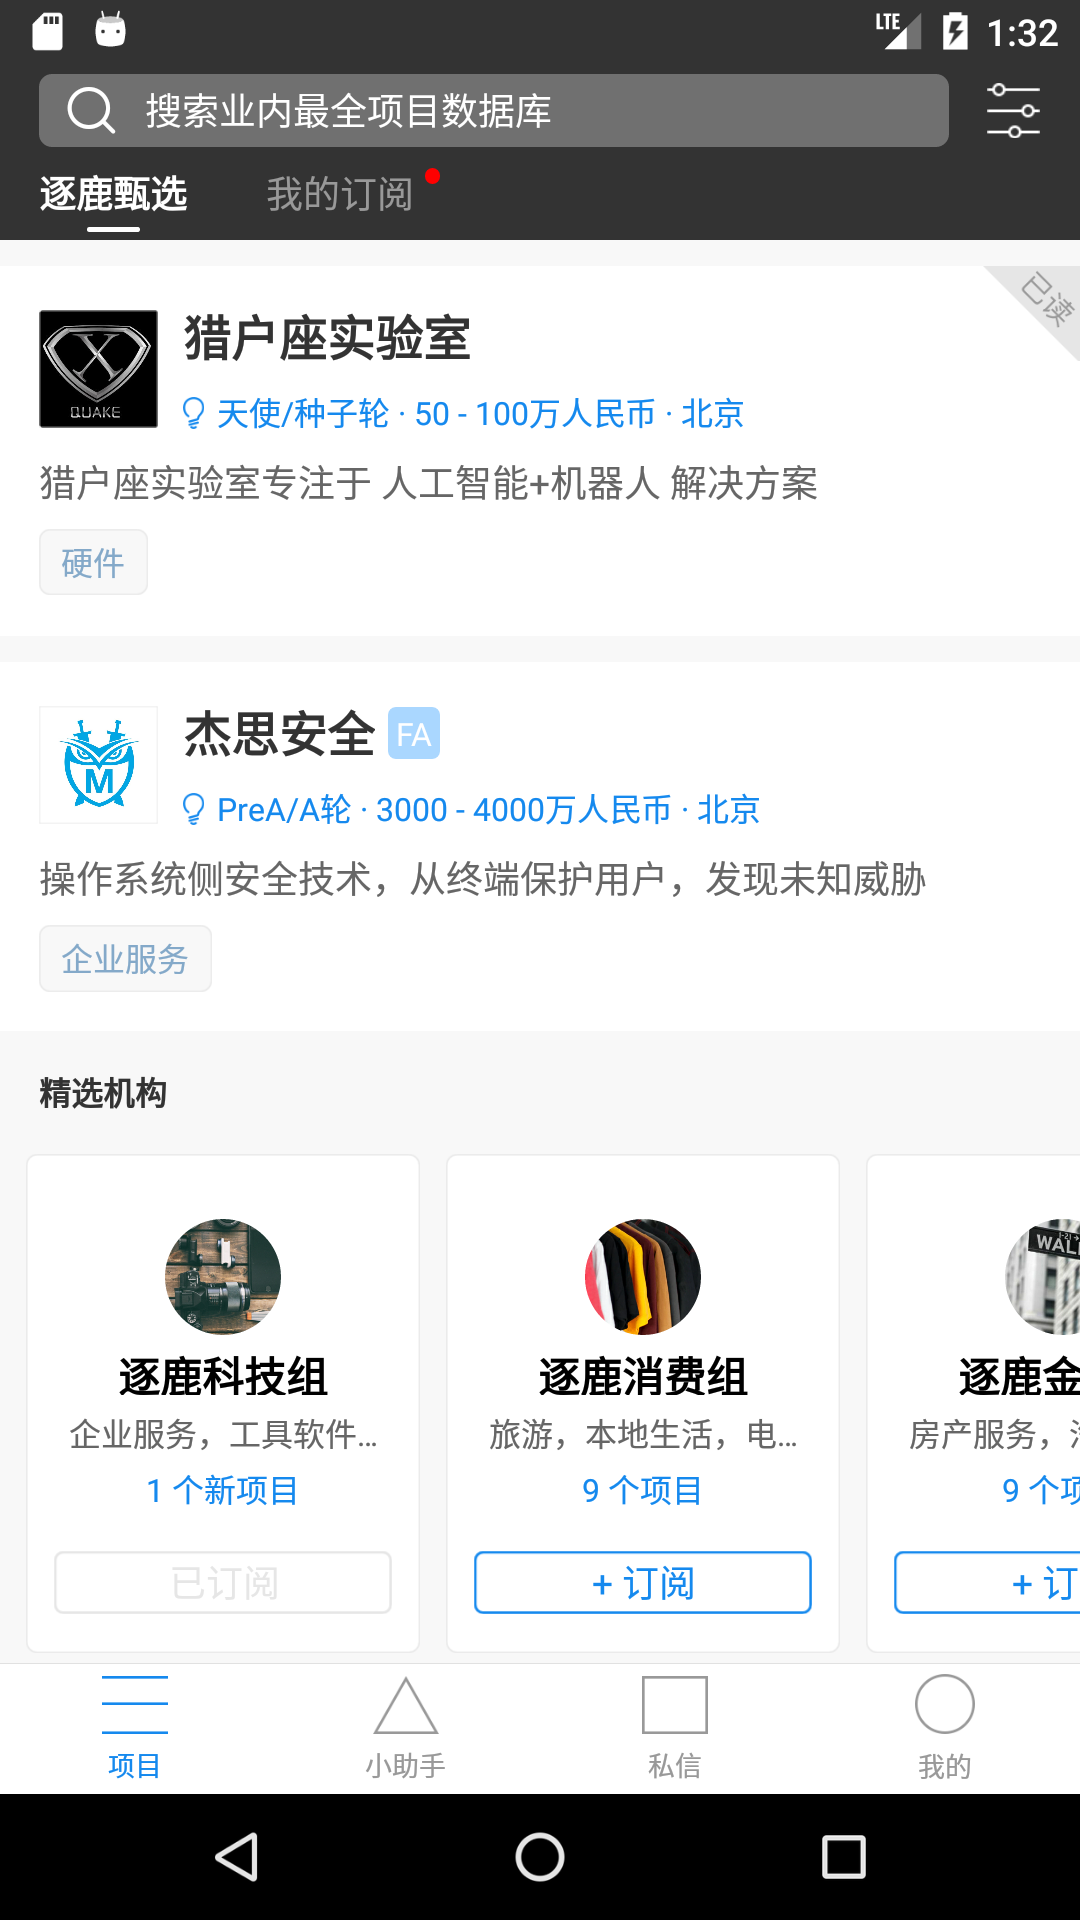 LTE 1:32
搜索业内最全项目数据库
逐鹿甄选 我的订阅
已读
猎户座实验室
QUAKE
天使/种子轮 · 50 - 100万人民币 · 北京
猎户座实验室专注于 人工智能+机器人 解决方案
硬件
杰思安全 FA
M
PreA/A轮 · 3000 - 4000万人民币 · 北京
操作系统侧安全技术，从终端保护用户，发现未知威胁
企业服务
精选机构
WALL
逐鹿科技组 逐鹿消费组 逐鹿金
企业服务，工具软件... 旅游，本地生活，电... 房产服务，
1 个新项目 9 个项目 9 个项
已订阅 + 订阅 + 订
项目 小助手 私信 我的